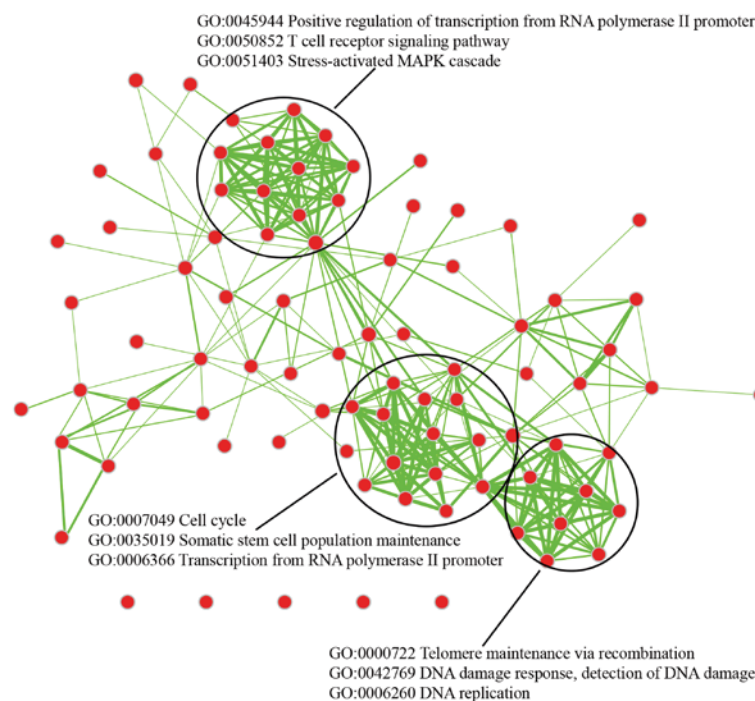 GO:0045944 Positive regulation of transcription from RNA polymerase II promoter
GO:0050852 T cell receptor signaling pathway
GO:0051403 Stress-activated MAPK cascade
GO:0007049 Cell cycle
GO:0035019 Somatic stem cell population maintenance
GO:0006366 Transcription from RNA polymerase II promoter
GO:0000722 Telomere maintenance via recombination
GO:0042769 DNA damage response, detection of DNA damage
GO:0006260 DNA replication